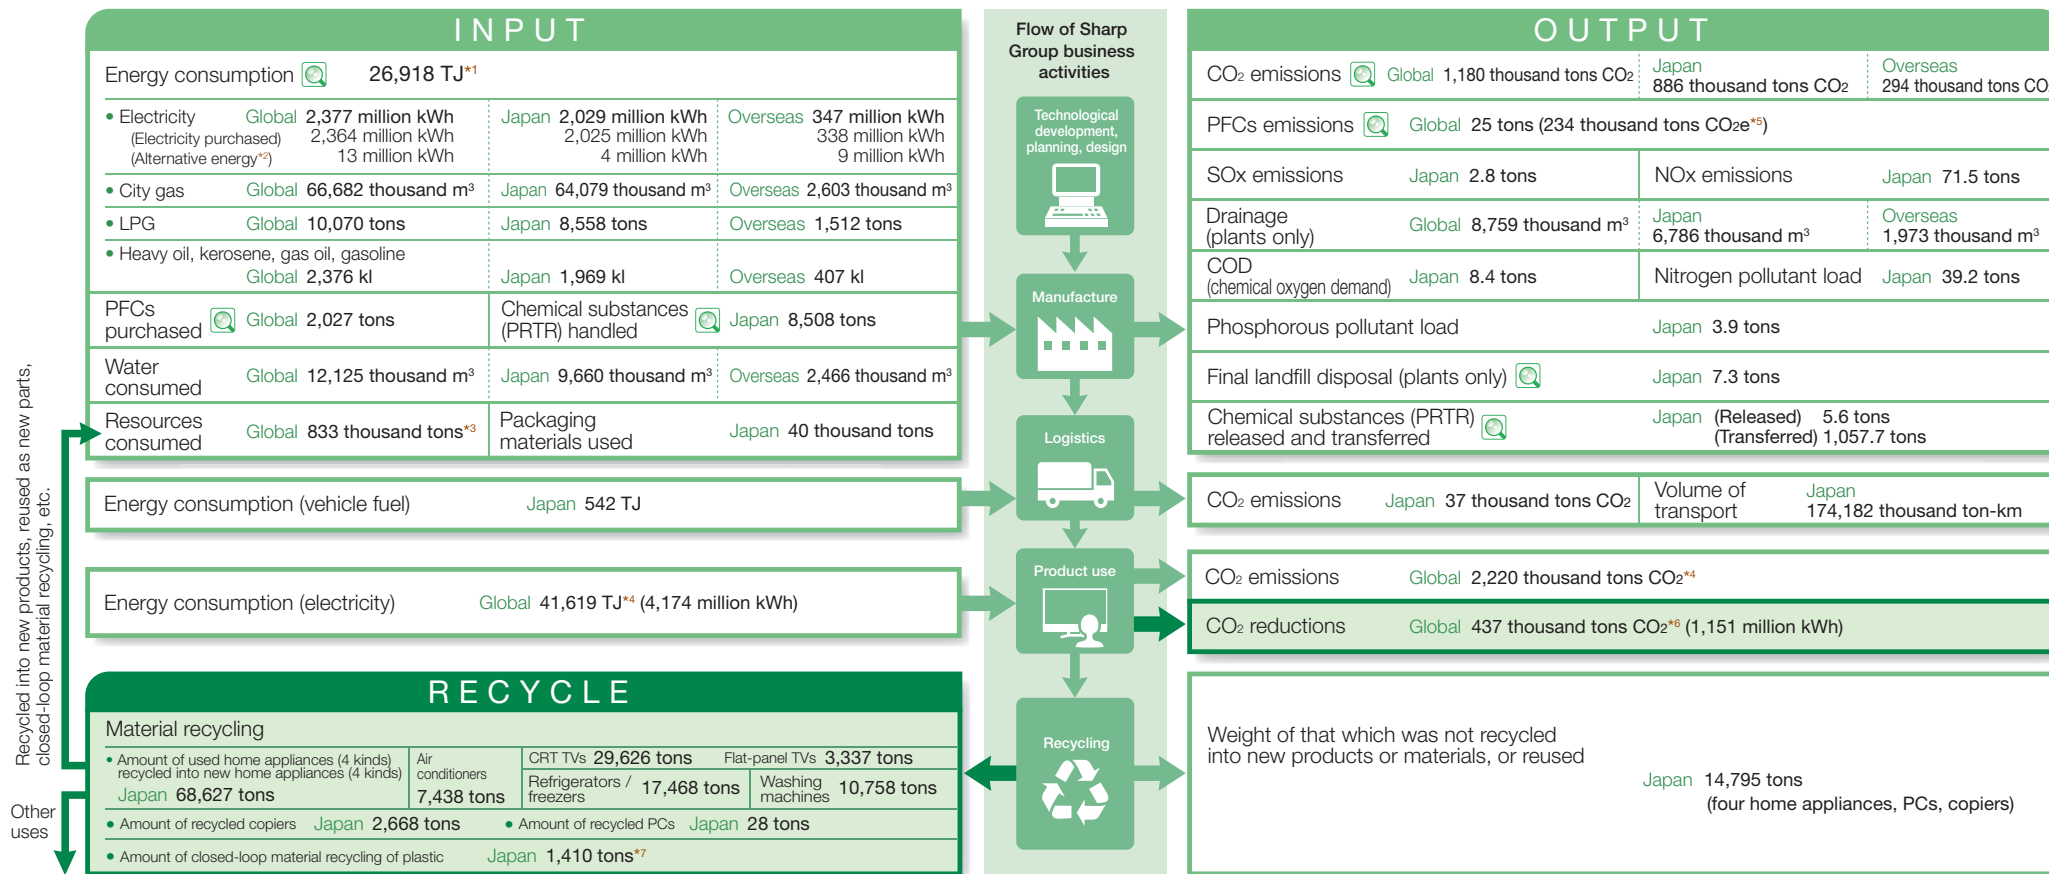 INPUT
Energy consumption 26,918 TJ*1
• Electricity Global 2,377 million kWh Japan 2,029 million kWh Overseas 347 million kWh
(Electricity purchased) 2,364 million kWh 2,025 million kWh 338 million kWh
(Alternative energy*2) 13 million kWh 4 million kWh 9 million kWh
• City gas Global 66,682 thousand m³ Japan 64,079 thousand m³ Overseas 2,603 thousand m³
• LPG Global 10,070 tons Japan 8,558 tons Overseas 1,512 tons
• Heavy oil, kerosene, gas oil, gasoline
Global 2,376 kl Japan 1,969 kl Overseas 407 kl
PFCs
purchased Global 2,027 tons
Chemical substances
(PRTR) handled Japan 8,508 tons
Water
consumed Global 12,125 thousand m³ Japan 9,660 thousand m³ Overseas 2,466 thousand m³
Resources
consumed Global 833 thousand tons*3
Packaging
materials used Japan 40 thousand tons
Energy consumption (vehicle fuel) Japan 542 TJ
Energy consumption (electricity) Global 41,619 TJ*4 (4,174 million kWh)
RECYCLE
Material recycling
• Amount of used home appliances (4 kinds)
recycled into new home appliances (4 kinds)
Japan 68,627 tons
Air
conditioners
7,438 tons
CRT TVs 29,626 tons Flat-panel TVs 3,337 tons
Refrigerators /
freezers 17,468 tons
Washing
machines 10,758 tons
• Amount of recycled copiers Japan 2,668 tons • Amount of recycled PCs Japan 28 tons
• Amount of closed-loop material recycling of plastic Japan 1,410 tons*7
Recycled into new products, reused as new parts,
closed-loop material recycling, etc.
Other
uses
Flow of Sharp
Group business
activities
Technological
development,
planning, design
Manufacture
Logistics
Product use
Recycling
OUTPUT
CO2 emissions Global 1,180 thousand tons CO2
Japan
886 thousand tons CO2
Overseas
294 thousand tons CO2
PFCs emissions Global 25 tons (234 thousand tons CO2e*5)
SOx emissions Japan 2.8 tons NOx emissions Japan 71.5 tons
Drainage
(plants only) Global 8,759 thousand m³
Japan
6,786 thousand m³
Overseas
1,973 thousand m³
COD
(chemical oxygen demand) Japan 8.4 tons Nitrogen pollutant load Japan 39.2 tons
Phosphorous pollutant load Japan 3.9 tons
Final landfill disposal (plants only) Japan 7.3 tons
Chemical substances (PRTR)
released and transferred
Japan (Released) 5.6 tons
(Transferred) 1,057.7 tons
CO2 emissions Japan 37 thousand tons CO2
Volume of
transport
Japan
174,182 thousand ton-km
CO2 emissions Global 2,220 thousand tons CO2*4
CO2 reductions Global 437 thousand tons CO2*6 (1,151 million kWh)
Weight of that which was not recycled
into new products or materials, or reused
Japan 14,795 tons
(four home appliances, PCs, copiers)